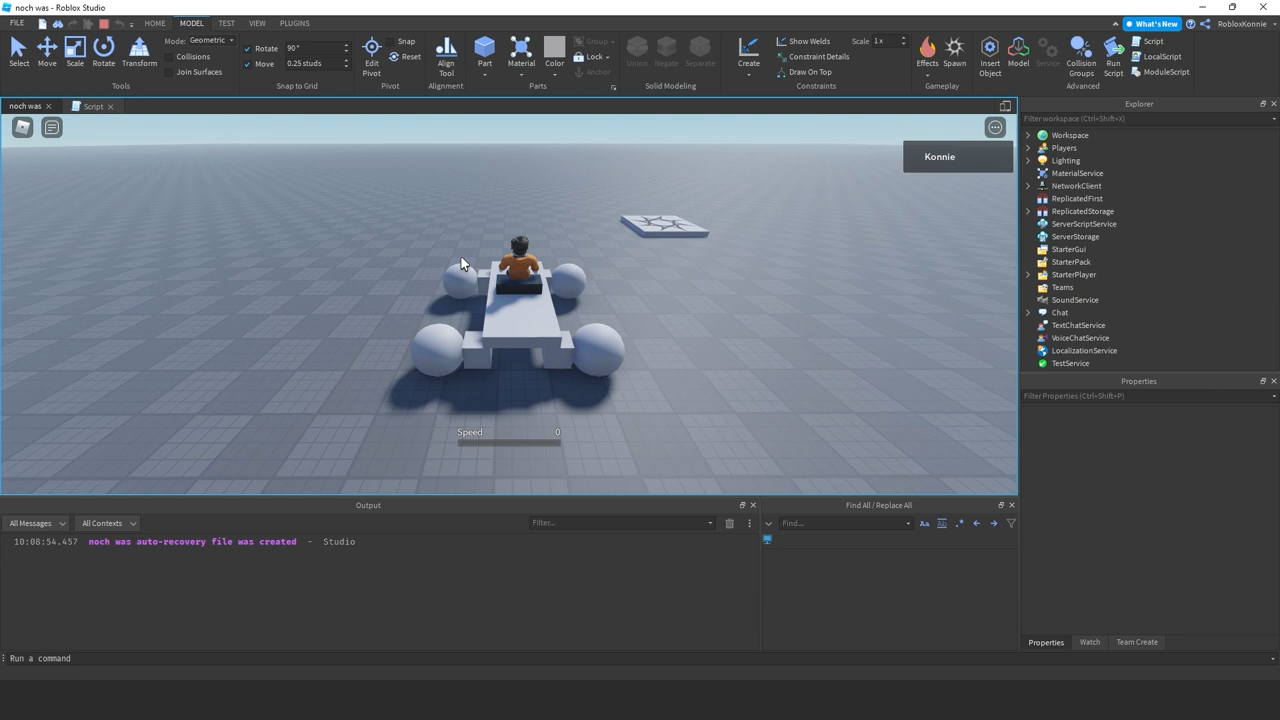 noch was - Roblox Studio
FILE HOME MODEL TEST VIEW PLUGINS What's New RobloxKonnie
Select Move Scale Rotate Transform
Mode: Geometric
Collisions
Join Surfaces
Tools
Rotate 90°
Move 0.25 studs
Snap to Grid
Edit Pivot
Snap
Reset
Pivot
Align Tool
Alignment
Part Material Color
Group
Lock
Anchor
Parts
Union Negate Separate
Solid Modeling
Create
Show Welds
Constraint Details
Draw On Top
Scale 1 x
Constraints
Effects Spawn
Gameplay
Insert Object
Model
Service
Collision Groups
Run Script
Script
LocalScript
ModuleScript
Advanced
noch was
Script
Konnie
Speed 0
Explorer
Filter workspace (Ctrl+Shift+X)
Workspace
Players
Lighting
MaterialService
NetworkClient
ReplicatedFirst
ReplicatedStorage
ServerScriptService
ServerStorage
StarterGui
StarterPack
StarterPlayer
Teams
SoundService
Chat
TextChatService
VoiceChatService
LocalizationService
TestService
Properties
Filter Properties (Ctrl+Shift+P)
Properties Watch Team Create
Output
All Messages All Contexts Filter...
10:08:54.457 noch was auto-recovery file was created - Studio
Find All / Replace All
Find... Aa Ab .*
Run a command